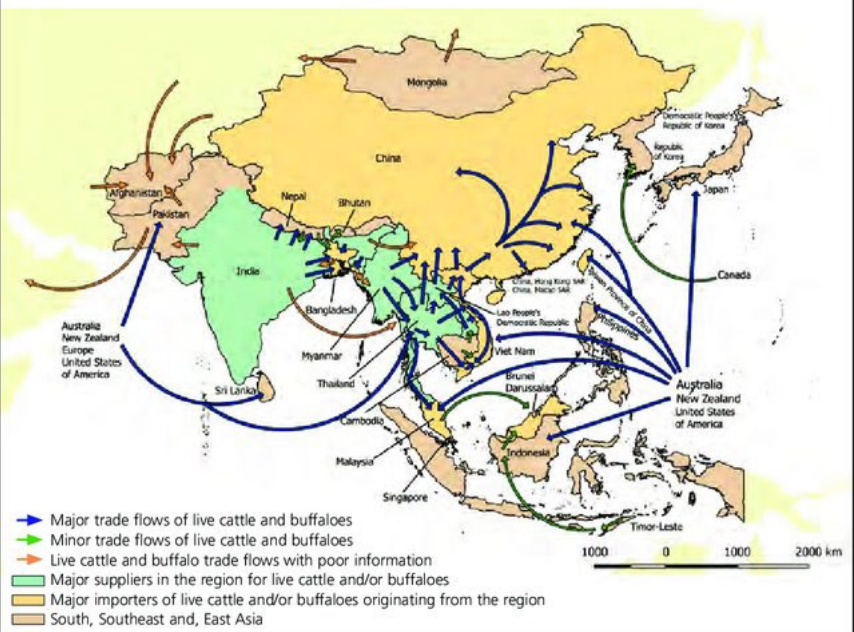 Mongolia
Democratic People's
Republic of Korea
Republic
of Korea
China
Japan
Afghanistan
Pakistan
Nepal
Bhutan
India
Canada
China, Hong Kong SAR
China, Macao SAR
Taiwan Province of China
Bangladesh
Lao People's
Democratic Republic
Philippines
Australia
New Zealand
Europe
United States
of America
Myanmar
Viet Nam
Thailand
Brunei
Darussalam
Australia
New Zealand
United States
of America
Sri Lanka
Cambodia
Indonesia
Malaysia
Singapore
Timor-Leste
Major trade flows of live cattle and buffaloes
Minor trade flows of live cattle and buffaloes
Live cattle and buffalo trade flows with poor information
Major suppliers in the region for live cattle and/or buffaloes
Major importers of live cattle and/or buffaloes originating from the region
South, Southeast and, East Asia
1000 0 1000 2000 km